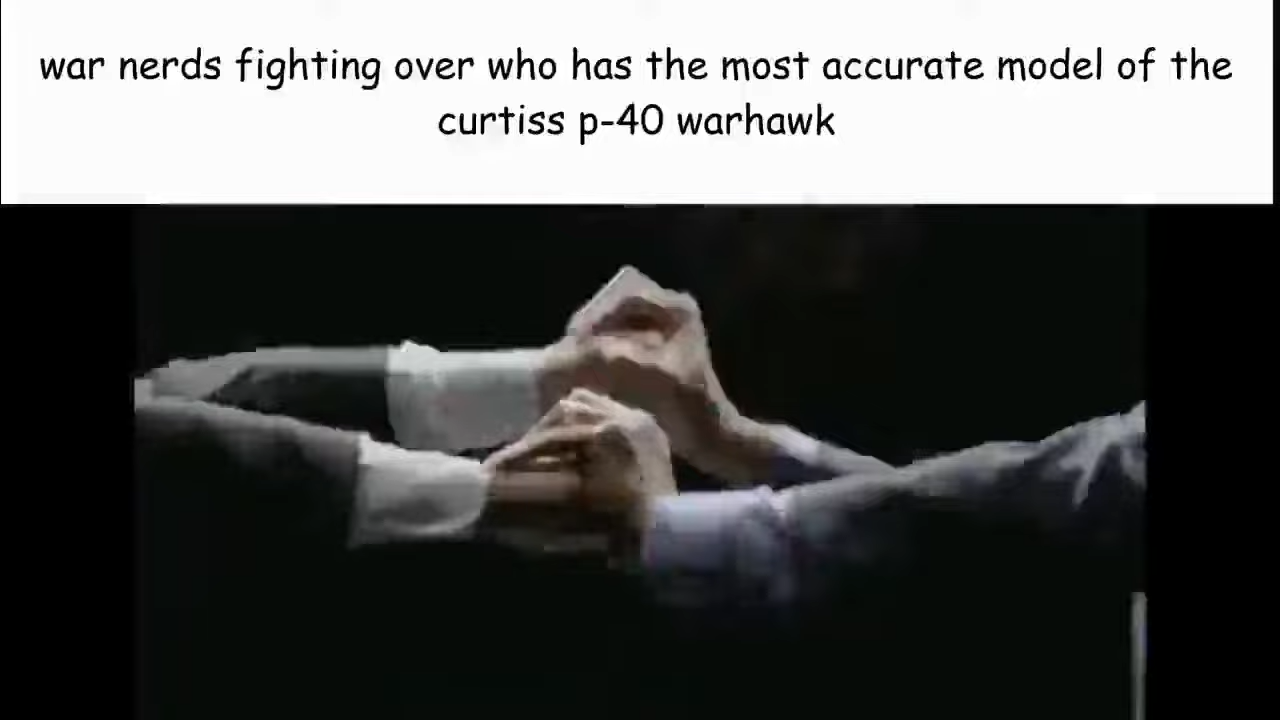 war nerds fighting over who has the most accurate model of the
curtiss p-40 warhawk